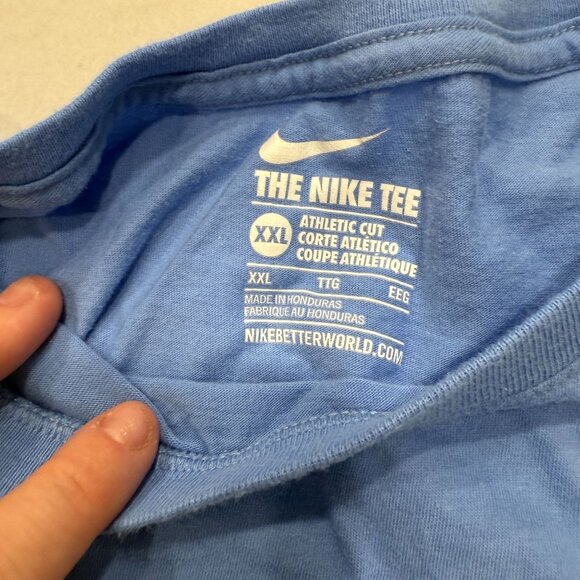 THE NIKE TEE
XXL
ATHLETIC CUT
CORTE ATLÉTICO
COUPE ATHLÉTIQUE
XXL TTG EEG
MADE IN HONDURAS
FABRIQUE AU HONDURAS
NIKEBETTERWORLD.COM